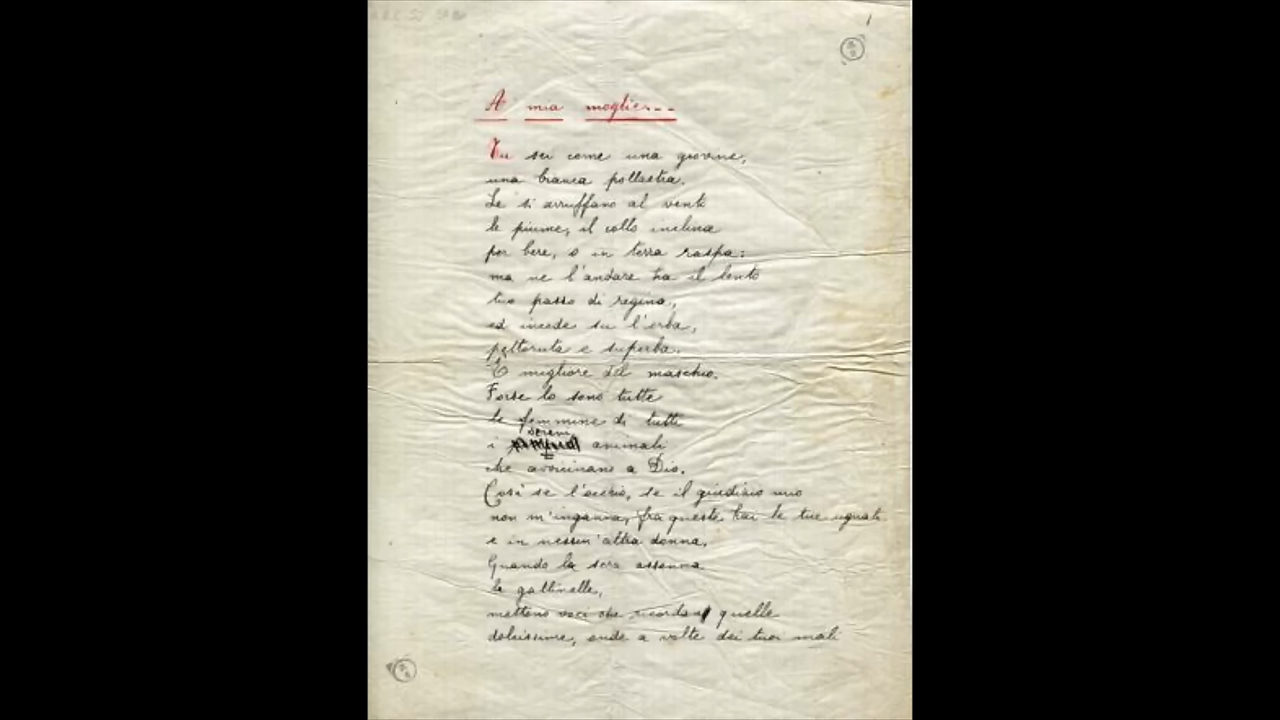 A mia moglie...
Tu sei come una giovane,
una bianca pollastra.
Le si arruffano al vento
le piume, il collo inclina
per bere, o in terra raspa;
ma ne l'andare ha il lento
tuo passo di regina,
ed incede su l'erba,
pettoruta e superba.
È migliore del maschio.
Forse lo sono tutte
le femmine di tutti
sereni
i animali
che avvicinano a Dio.
Così se l'occhio, se il giudizio mio
non m'inganna, fra queste hai le tue uguali
e in nessun'altra donna.
Quando la sera assonna
le gallinelle,
mettono voci che ricordan quelle
dolcissime, onde a volte dei tuoi mali
1